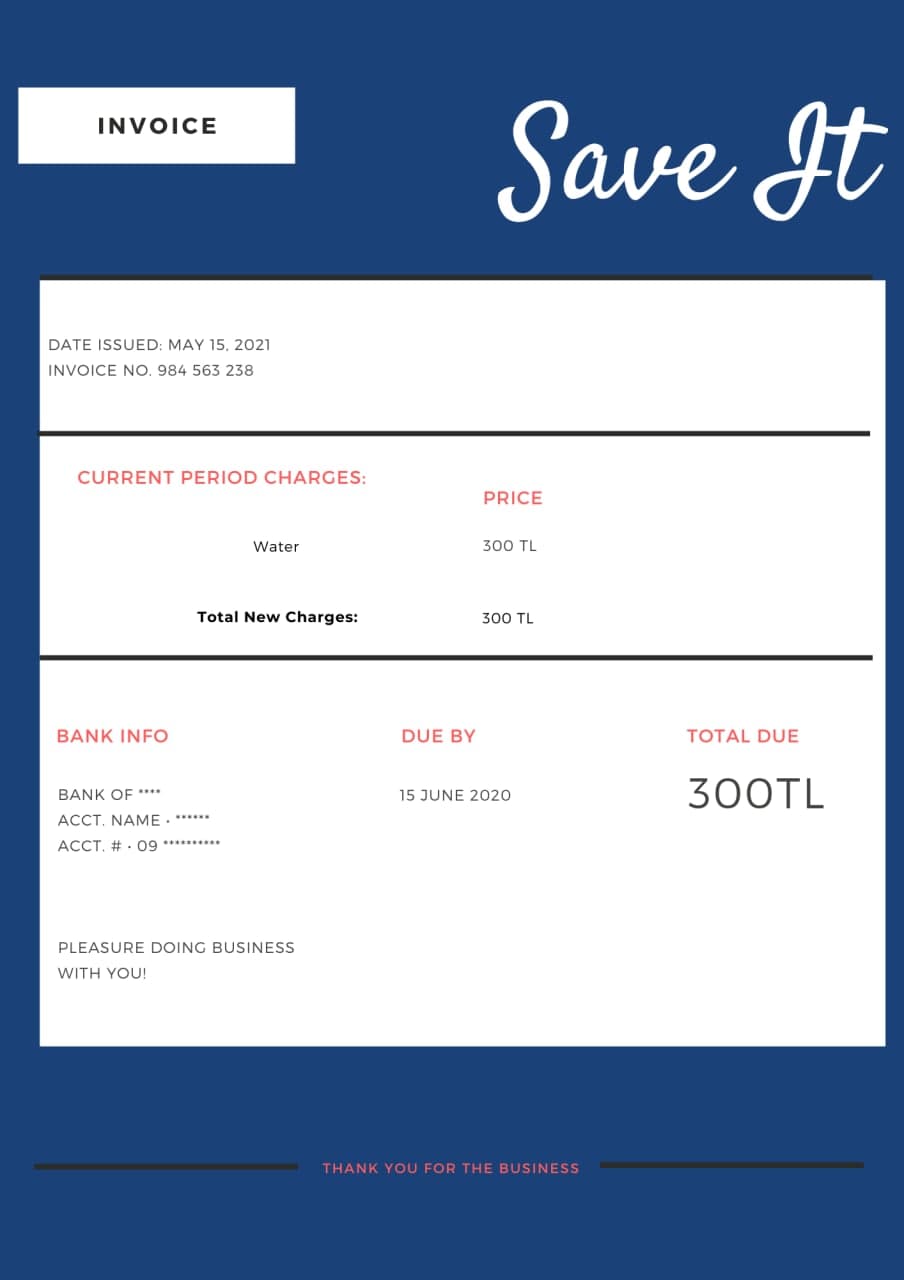 INVOICE
Save It
DATE ISSUED: MAY 15, 2021
INVOICE NO. 984 563 238
CURRENT PERIOD CHARGES:
PRICE
Water 300 TL
Total New Charges: 300 TL
BANK INFO DUE BY TOTAL DUE
BANK OF **** 15 JUNE 2020 300TL
ACCT. NAME • ******
ACCT. # • 09 **********
PLEASURE DOING BUSINESS
WITH YOU!
THANK YOU FOR THE BUSINESS